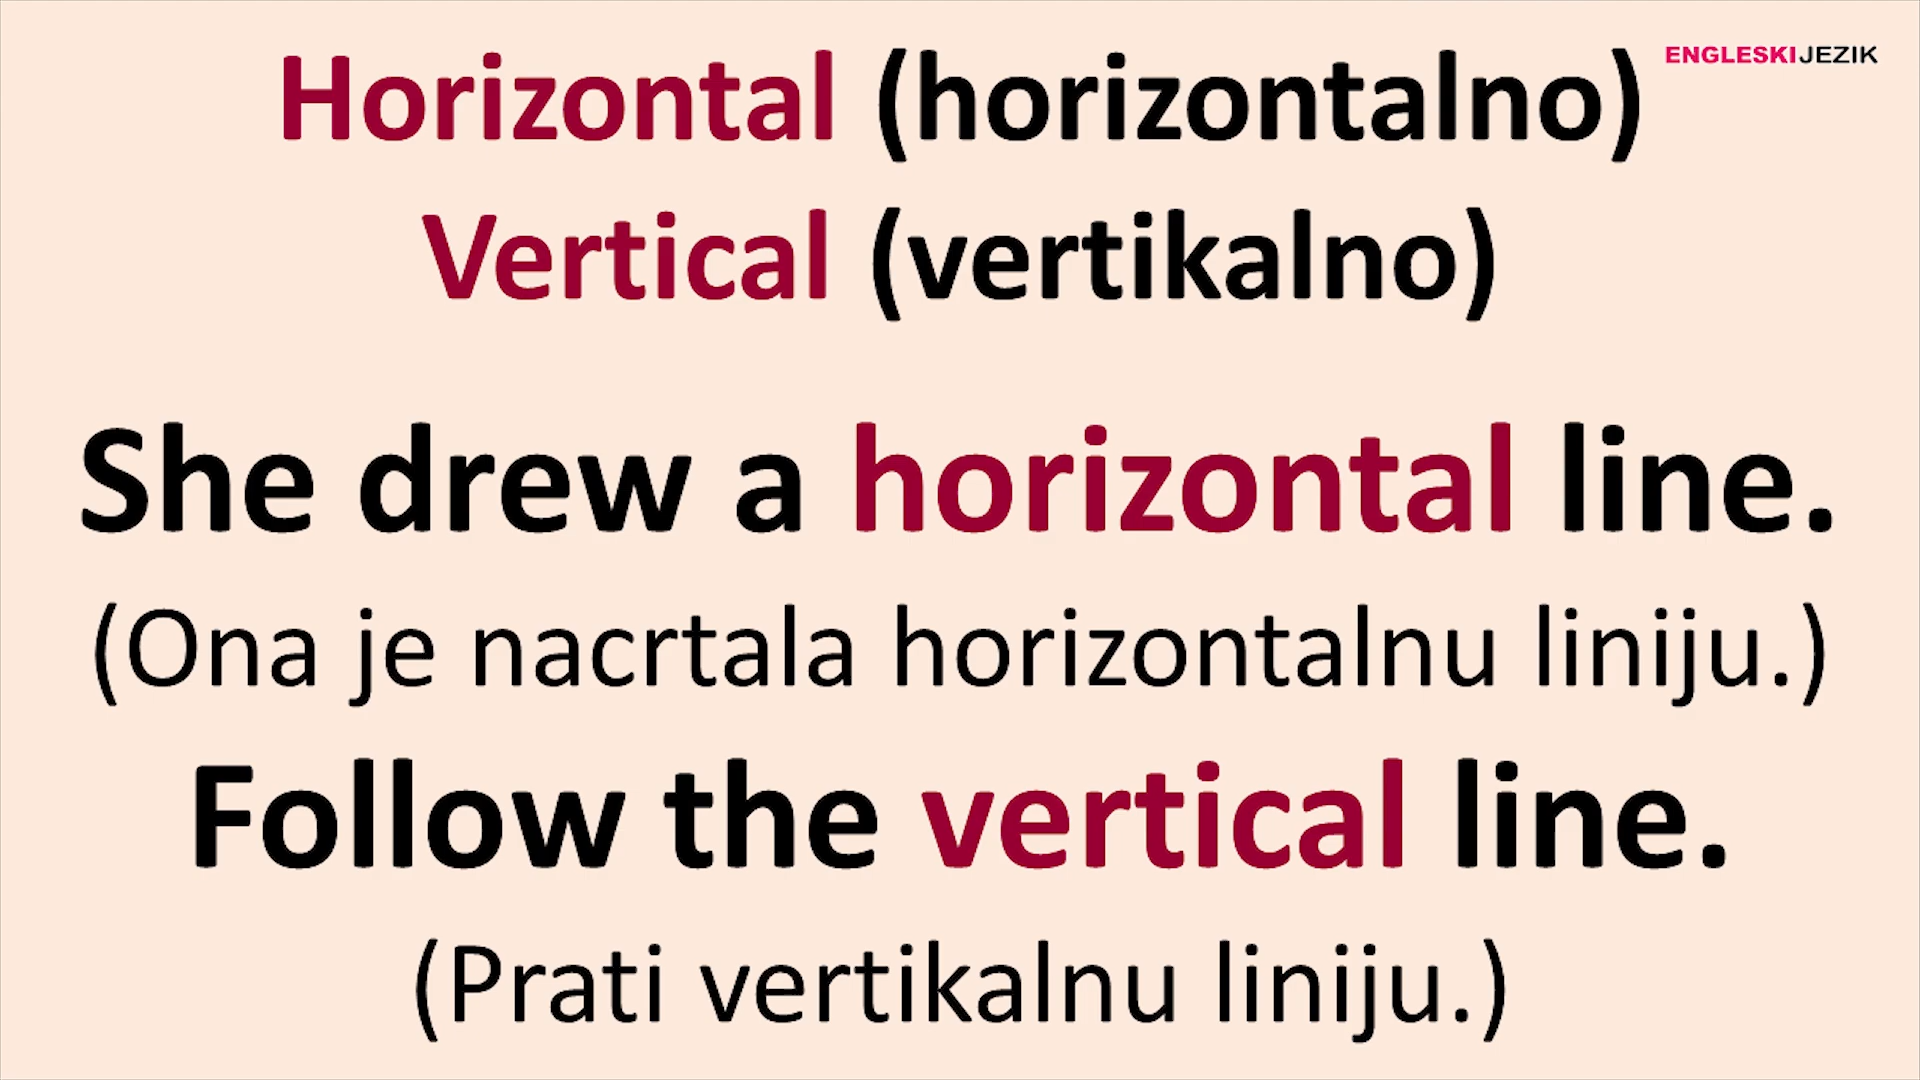 ENGLESKIJEZIK
Horizontal (horizontalno)
Vertical (vertikalno)
She drew a horizontal line.
(Ona je nacrtala horizontalnu liniju.)
Follow the vertical line.
(Prati vertikalnu liniju.)